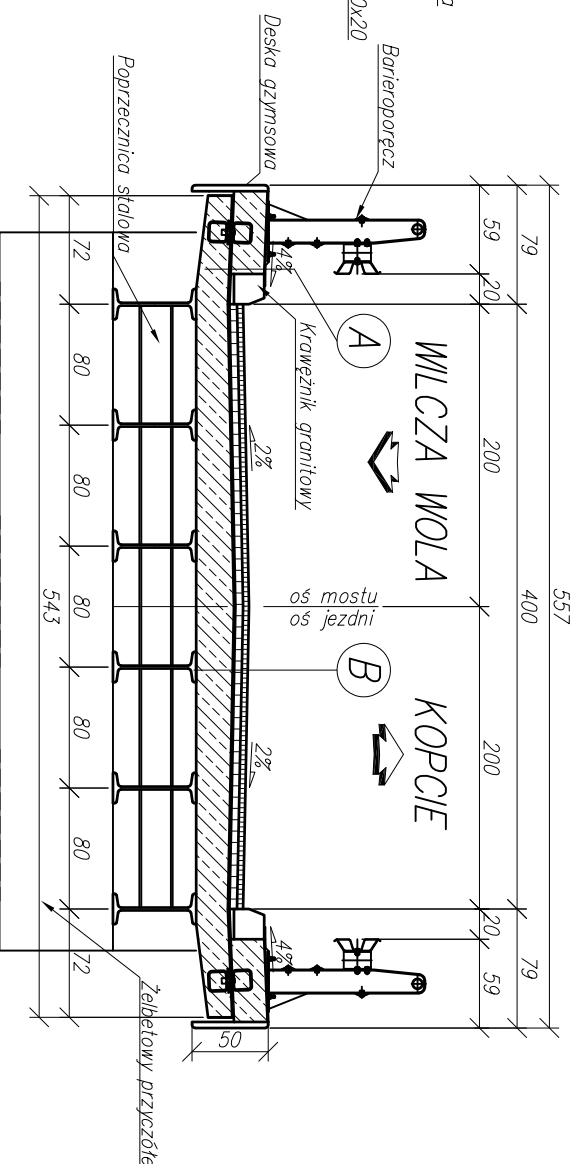 557
79 400 79
59 20 200 200 20 59
WILCZA WOLA KOPCIE
0x20
Barieroporęcz
A B
oś mostu
oś jezdni
Krawężnik granitowy
4% 2% 2% 4%
Deska gzymsowa
50
Poprzecznica stalowa
Żelbetowy przyczółe
72 80 80 80 80 80 72
543